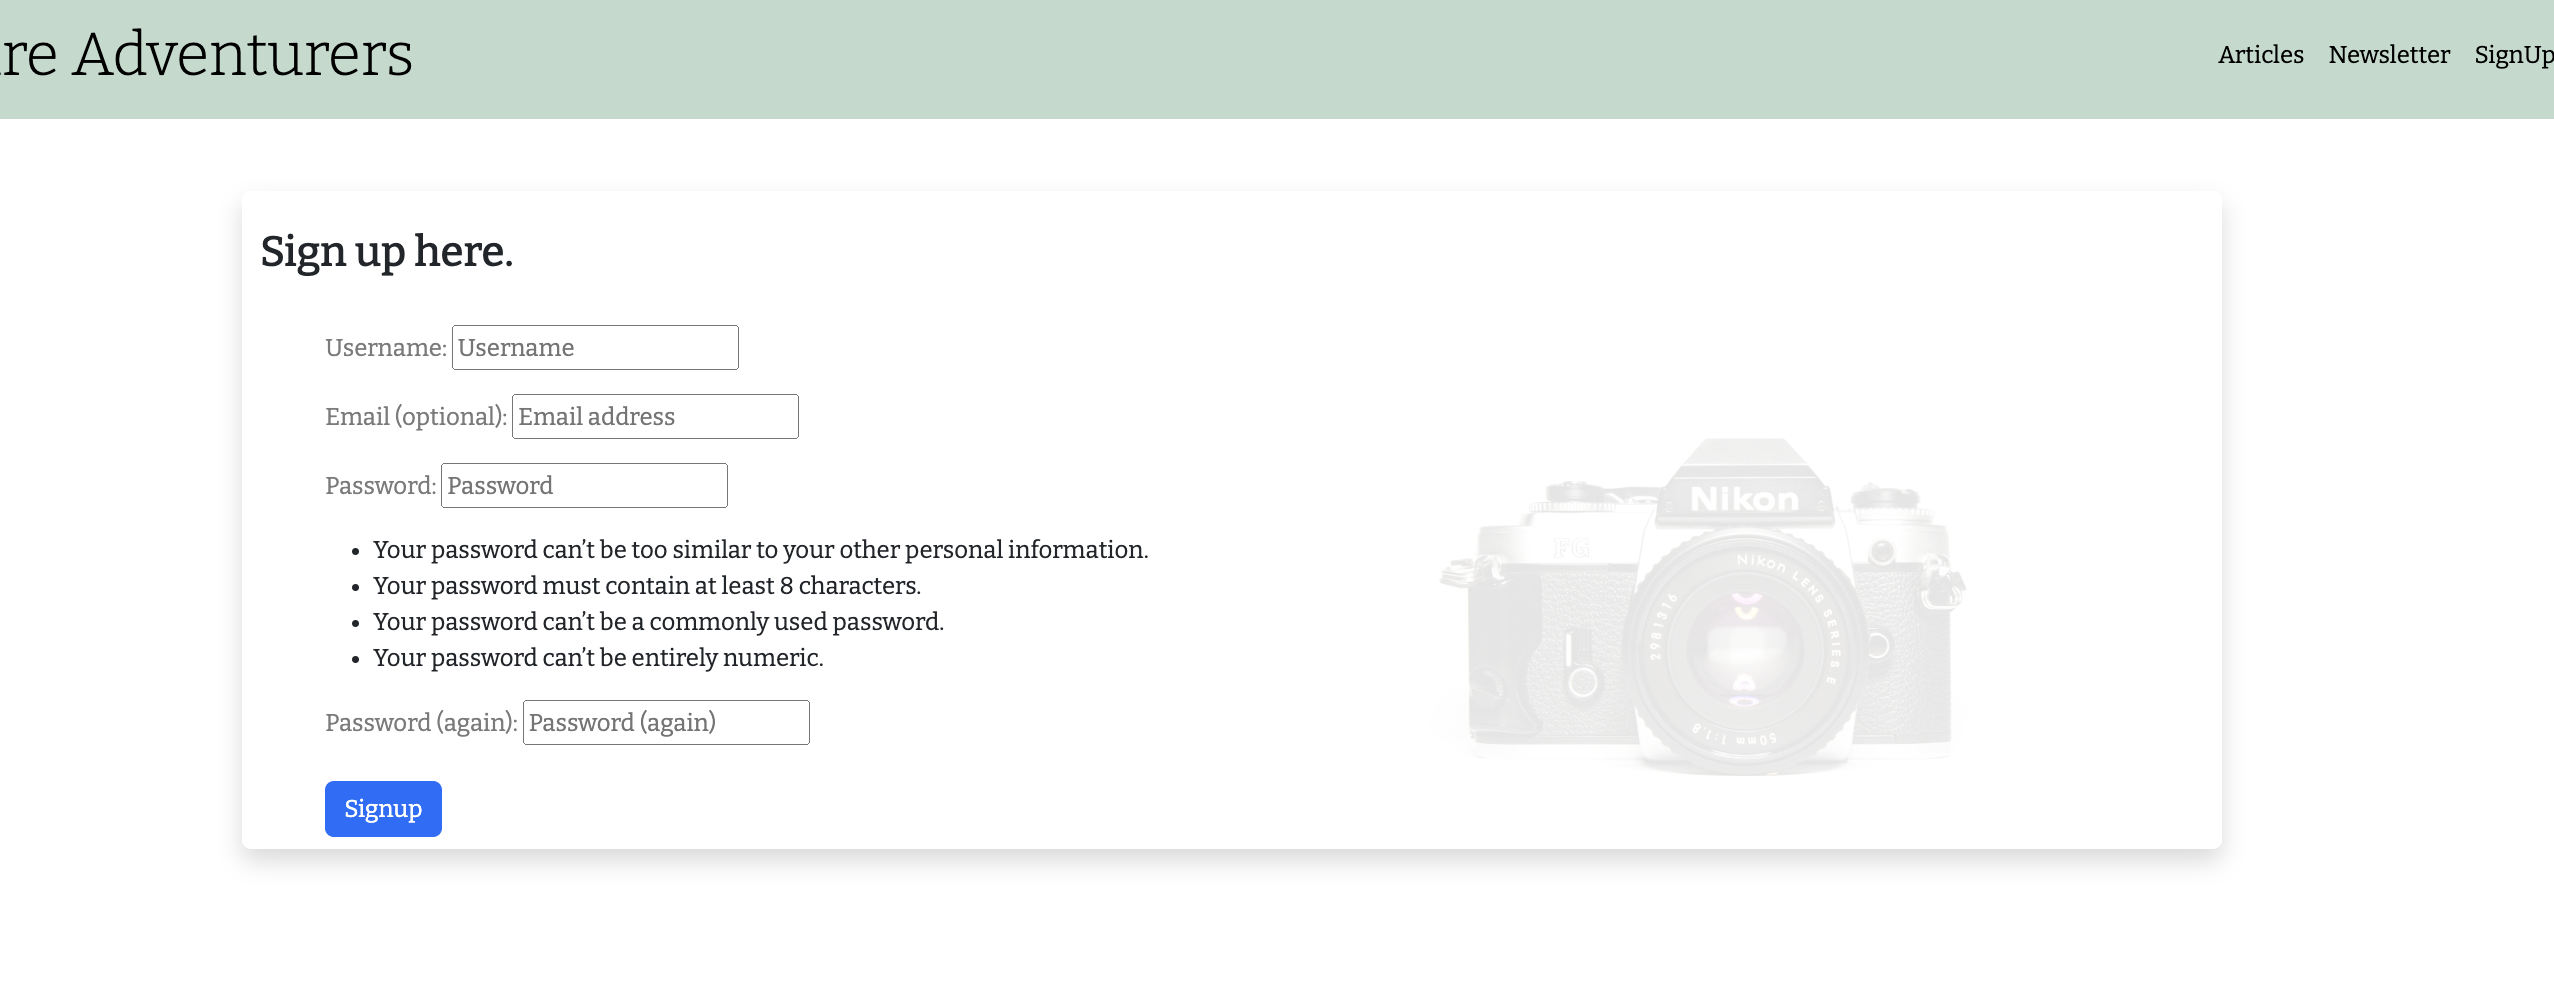 re Adventurers
Articles Newsletter SignUp
Sign up here.
Username: Username
Email (optional): Email address
Password: Password
Your password can’t be too similar to your other personal information.
Your password must contain at least 8 characters.
Your password can’t be a commonly used password.
Your password can’t be entirely numeric.
Password (again): Password (again)
Signup
Nikon
FG
Nikon LENS SERIES E
2981316
50mm 1:1.8